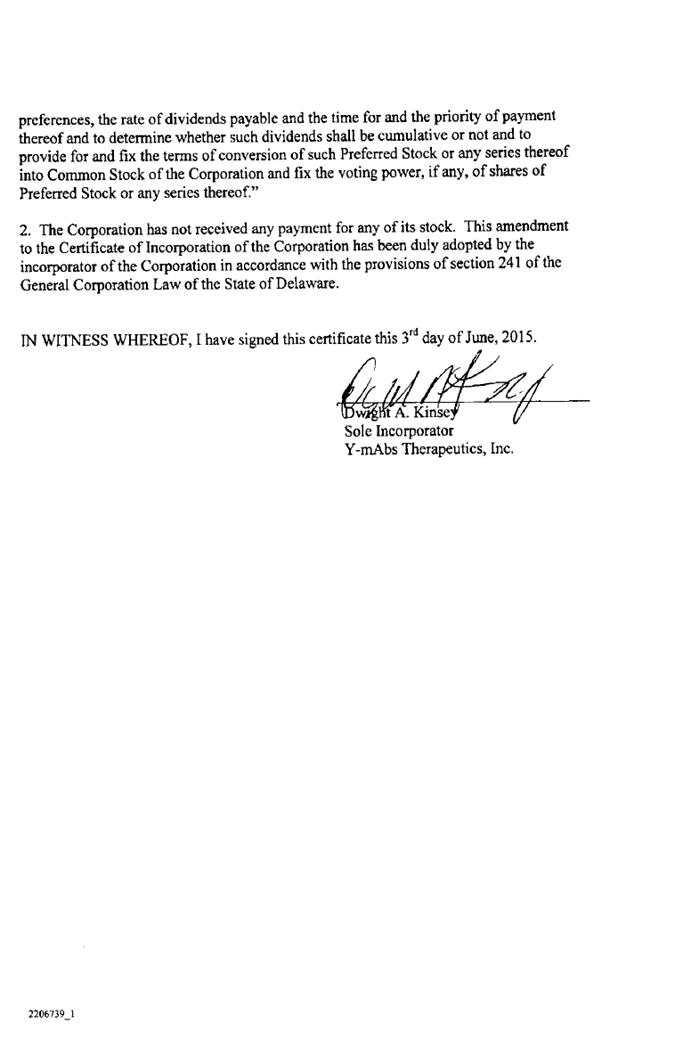 preferences, the rate of dividends payable and the time for and the priority of payment
thereof and to determine whether such dividends shall be cumulative or not and to
provide for and fix the terms of conversion of such Preferred Stock or any series thereof
into Common Stock of the Corporation and fix the voting power, if any, of shares of
Preferred Stock or any series thereof.”
2. The Corporation has not received any payment for any of its stock. This amendment
to the Certificate of Incorporation of the Corporation has been duly adopted by the
incorporator of the Corporation in accordance with the provisions of section 241 of the
General Corporation Law of the State of Delaware.
IN WITNESS WHEREOF, I have signed this certificate this 3rd day of June, 2015.
Dwight A. Kinsey
Sole Incorporator
Y-mAbs Therapeutics, Inc.
2206739_1